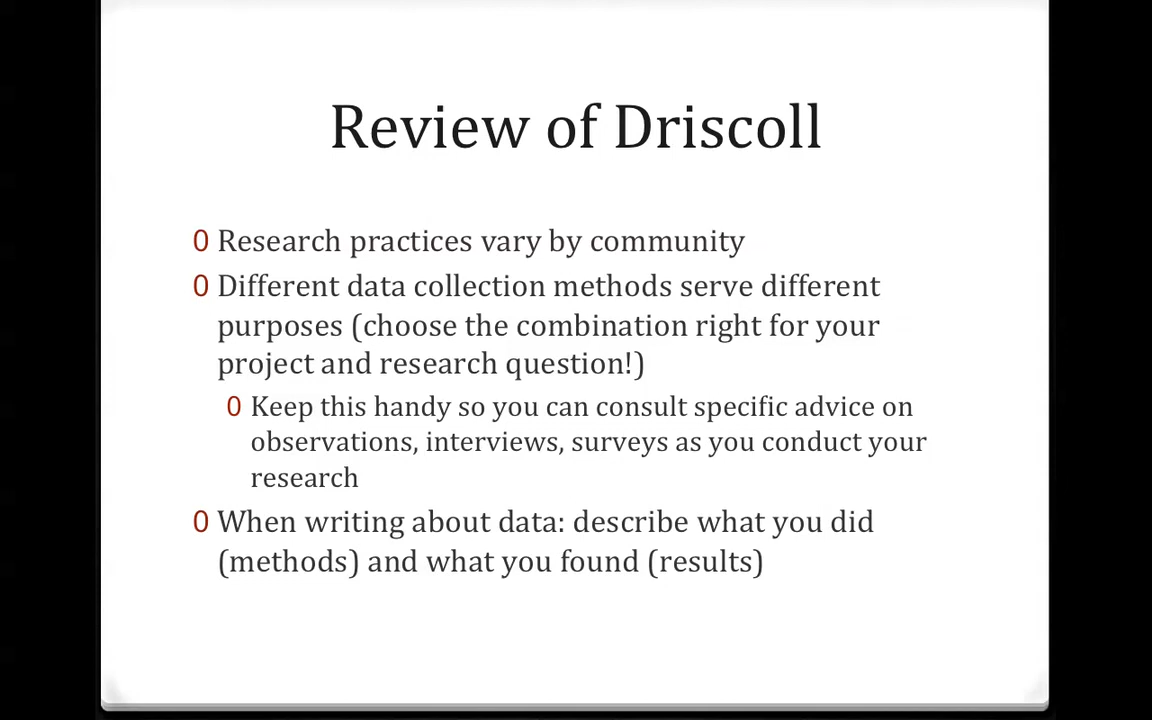 Review of Driscoll
0 Research practices vary by community
0 Different data collection methods serve different
purposes (choose the combination right for your
project and research question!)
0 Keep this handy so you can consult specific advice on
observations, interviews, surveys as you conduct your
research
0 When writing about data: describe what you did
(methods) and what you found (results)